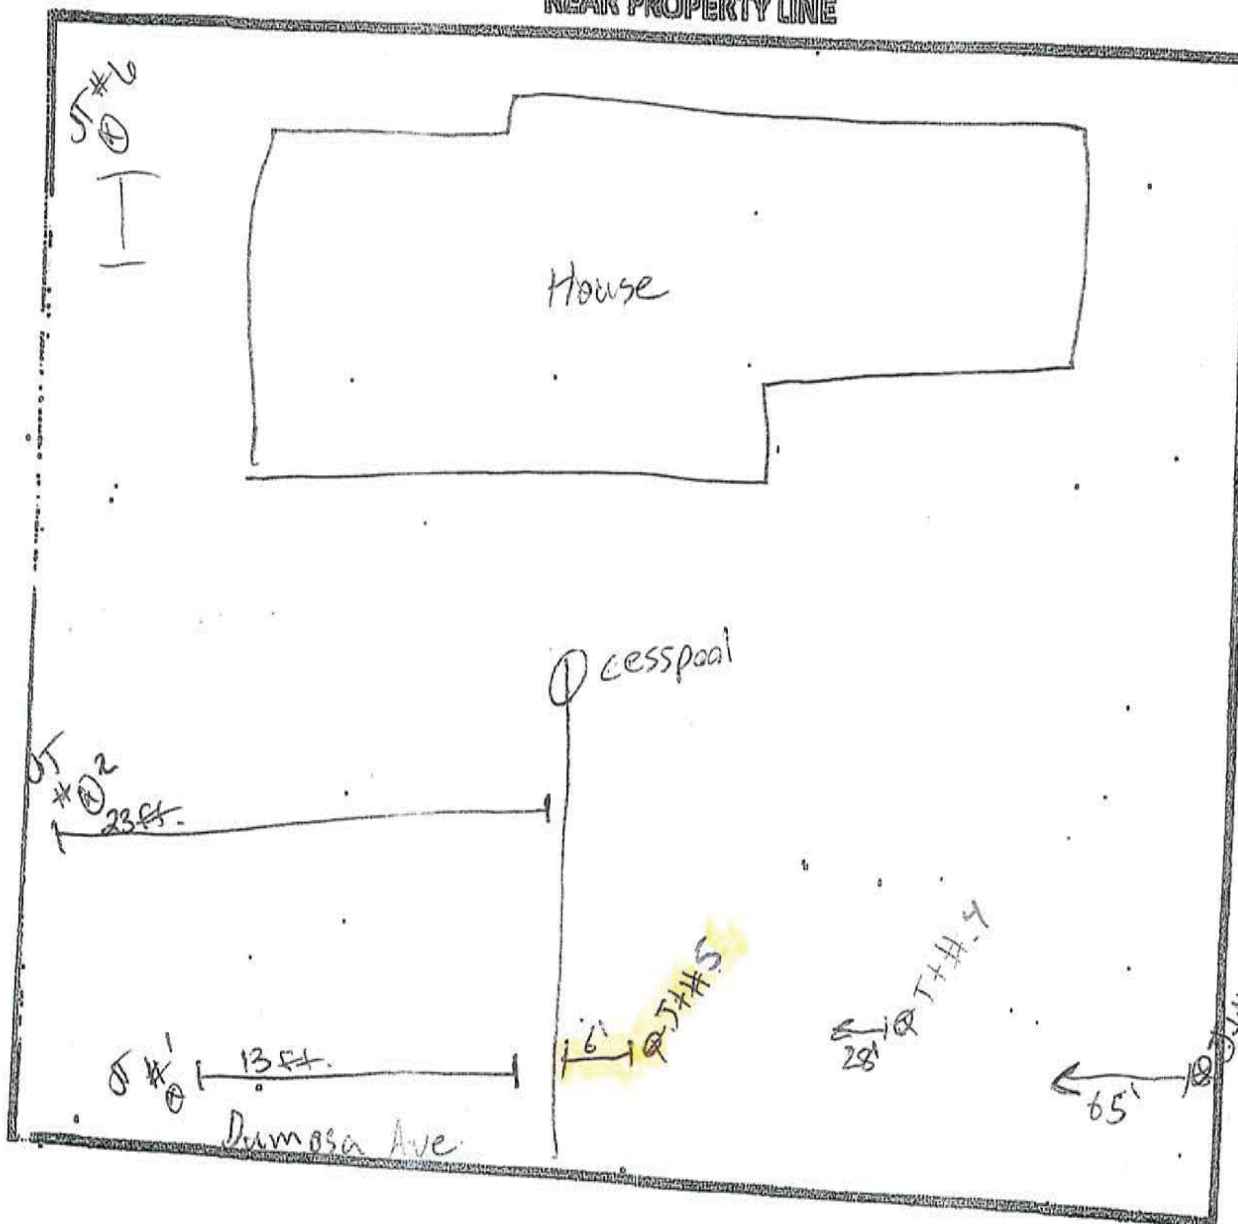 REAR PROPERTY LINE
JT #6
House
cesspool
JT #2
23 ft.
Jt #5
6'
Jt #4
28'
JT #1
13 ft.
65'
Dumosa Ave